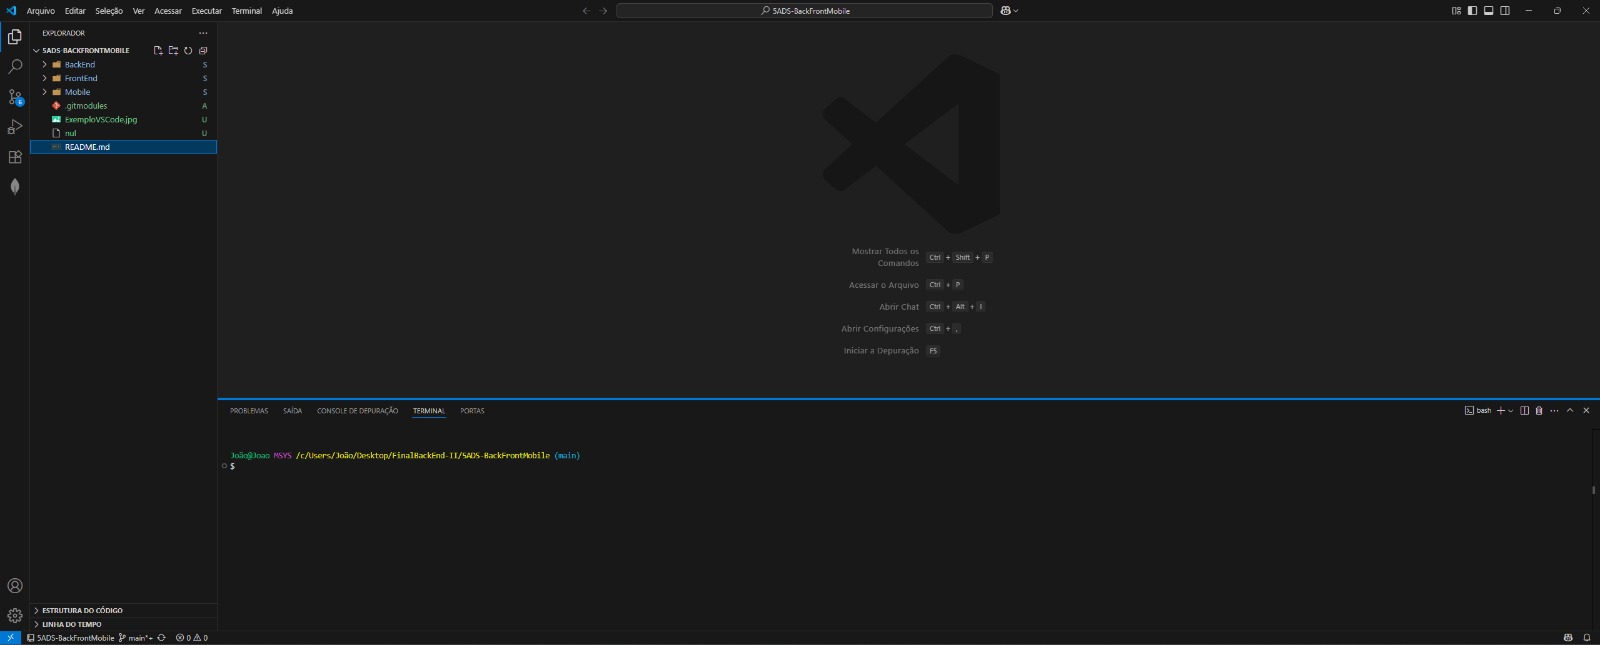 Arquivo Editar Seleção Ver Acessar Executar Terminal Ajuda
5ADS-BackFrontMobile
EXPLORADOR
5ADS-BACKFRONTMOBILE
BackEnd S
FrontEnd S
Mobile S
.gitmodules A
ExemploVSCode.jpg U
nul U
README.md
6
Mostrar Todos os Comandos Ctrl + Shift + P
Acessar o Arquivo Ctrl + P
Abrir Chat Ctrl + Alt + I
Abrir Configurações Ctrl + ,
Iniciar a Depuração F5
PROBLEMAS SAÍDA CONSOLE DE DEPURAÇÃO TERMINAL PORTAS
bash
João@Joao MSYS /c/Users/João/Desktop/FinalBackEnd-II/5ADS-BackFrontMobile (main)
$
ESTRUTURA DO CÓDIGO
LINHA DO TEMPO
5ADS-BackFrontMobile main*+ 0 0